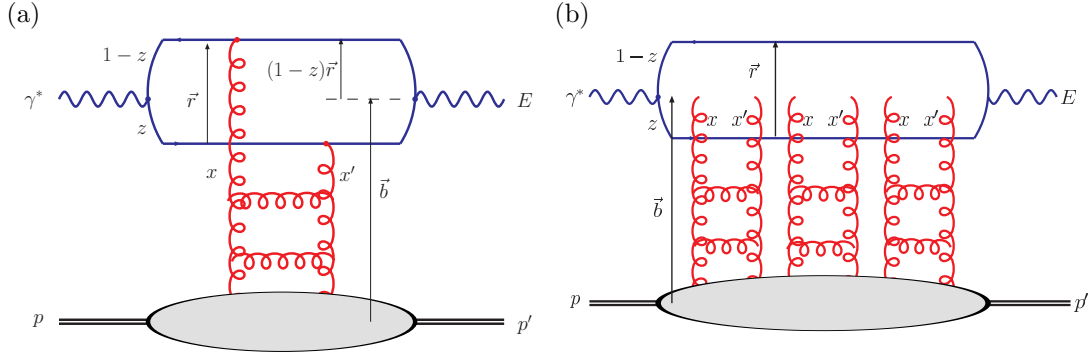 (a)
1 − z
r⃗
(1 − z)r⃗
γ*
E
z
x
x′
b⃗
p
p′
(b)
1 − z
r⃗
γ*
E
z
x x′ x x′ x x′
b⃗
p
p′